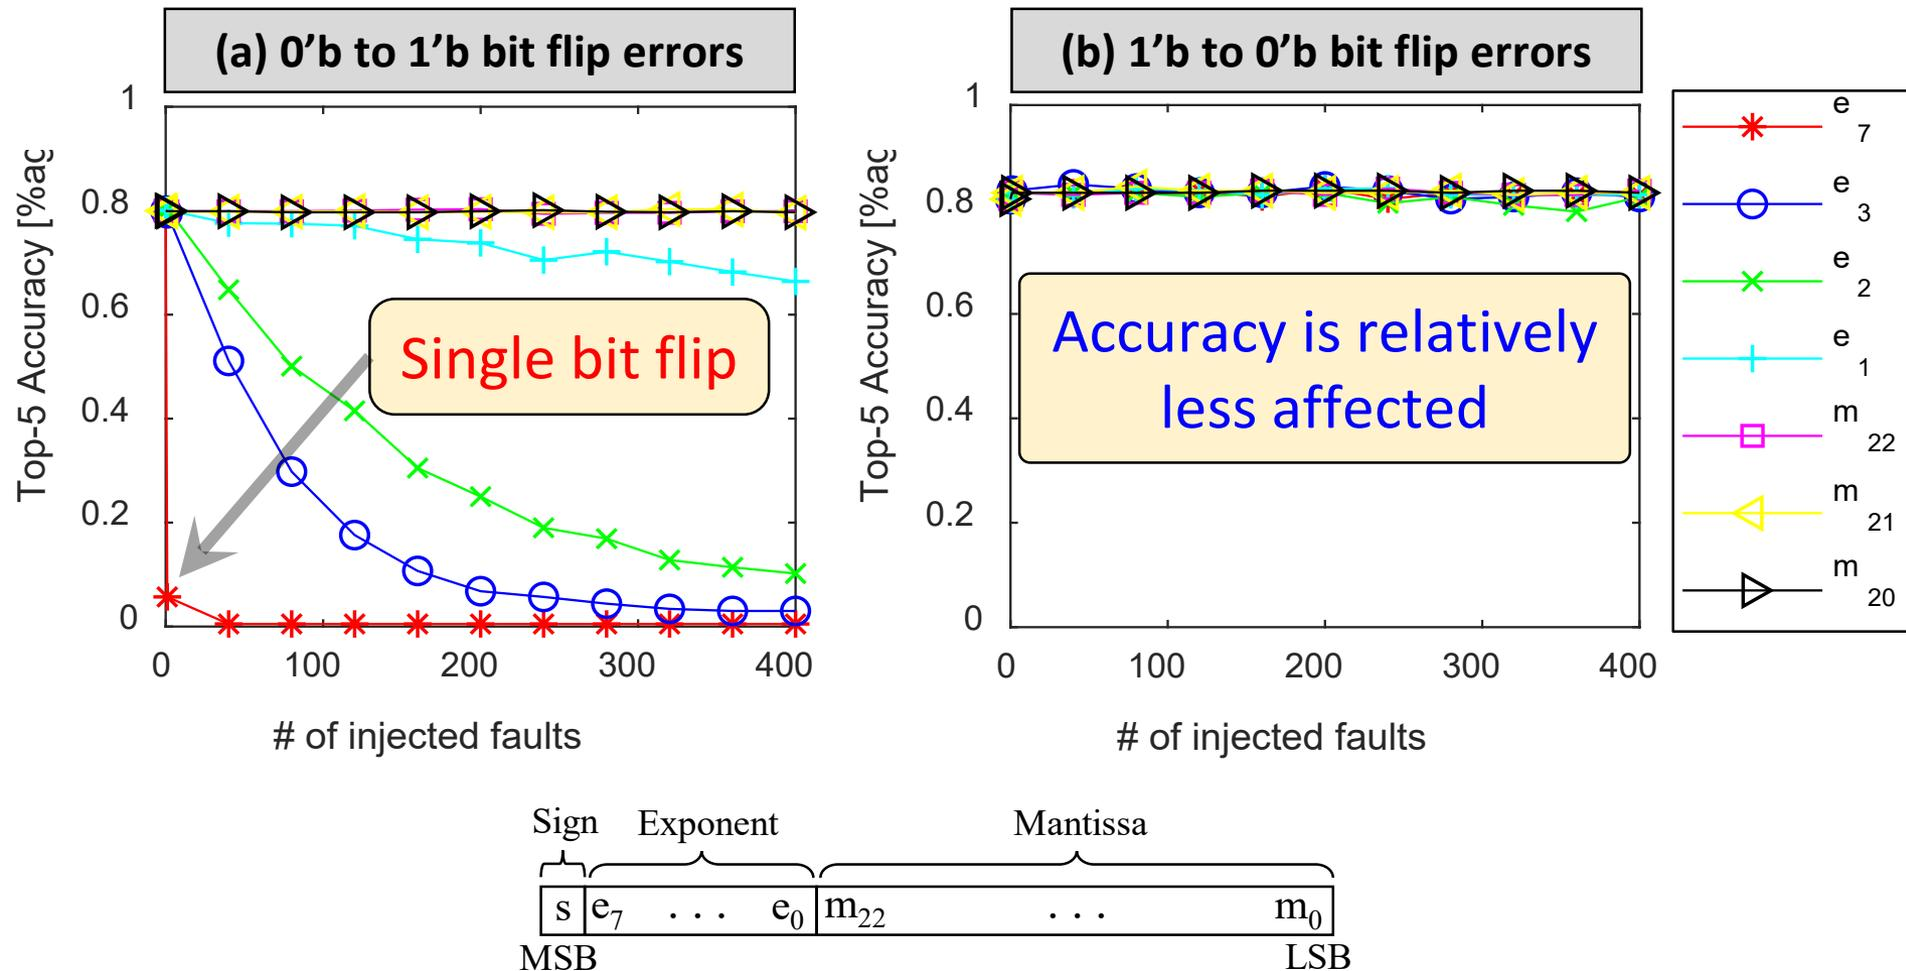 (a) 0’b to 1’b bit flip errors
Top-5 Accuracy [%ag
1
0.8
0.6
0.4
0.2
0
0 100 200 300 400
# of injected faults
Single bit flip
(b) 1’b to 0’b bit flip errors
Top-5 Accuracy [%ag
1
0.8
0.6
0.4
0.2
0
0 100 200 300 400
# of injected faults
Accuracy is relatively
less affected
e 7
e 3
e 2
e 1
m 22
m 21
m 20
Sign Exponent Mantissa
s e7 . . . e0 m22 . . . m0
MSB LSB